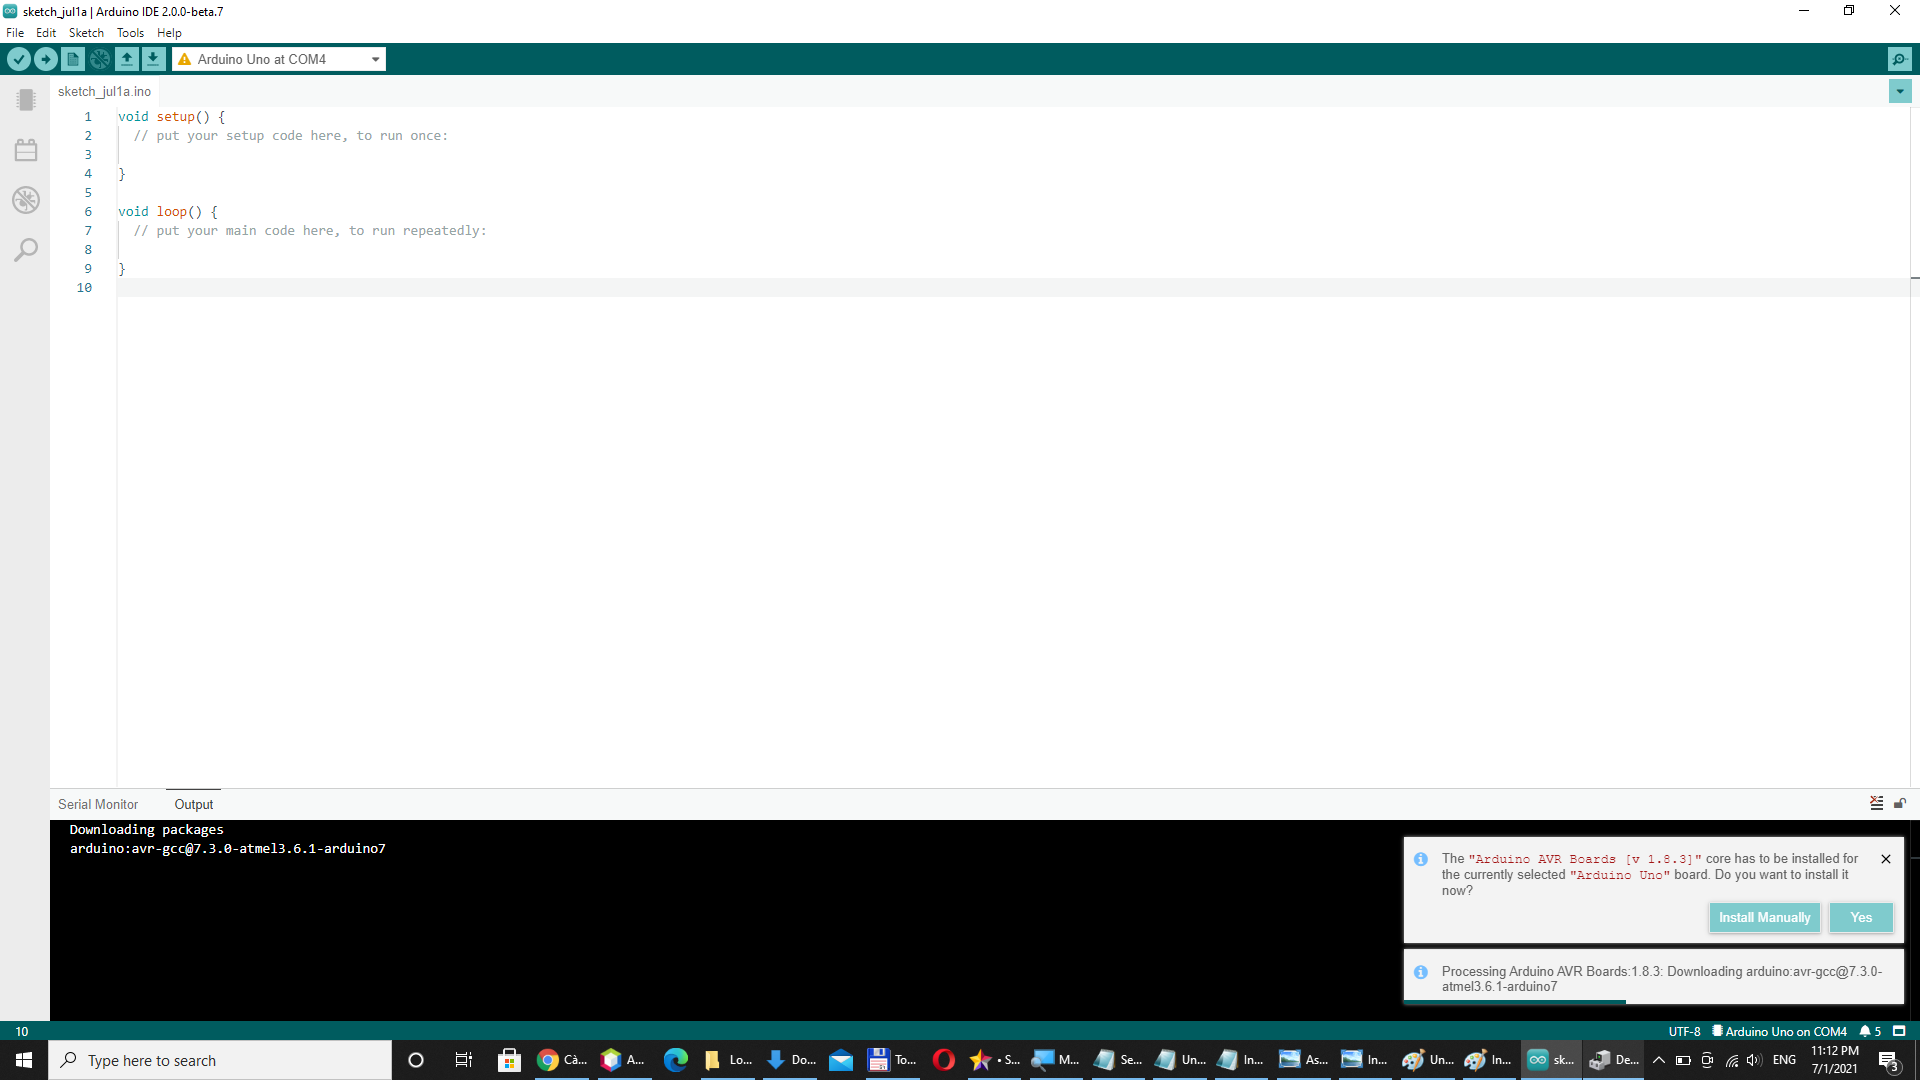 sketch_jul1a | Arduino IDE 2.0.0-beta.7
File Edit Sketch Tools Help
Arduino Uno at COM4
sketch_jul1a.ino
1 void setup() {
2 // put your setup code here, to run once:
3
4 }
5
6 void loop() {
7 // put your main code here, to run repeatedly:
8
9 }
10
Serial Monitor Output
Downloading packages
arduino:avr-gcc@7.3.0-atmel3.6.1-arduino7
The "Arduino AVR Boards [v 1.8.3]" core has to be installed for
the currently selected "Arduino Uno" board. Do you want to install it
now?
Install Manually Yes
Processing Arduino AVR Boards:1.8.3: Downloading arduino:avr-gcc@7.3.0-
atmel3.6.1-arduino7
10 UTF-8 Arduino Uno on COM4 5
Type here to search Cà... A... Lo... Do... To... • S... M... Se... Un... In... As... In... Un... In... sk... De... ENG 11:12 PM 3
7/1/2021